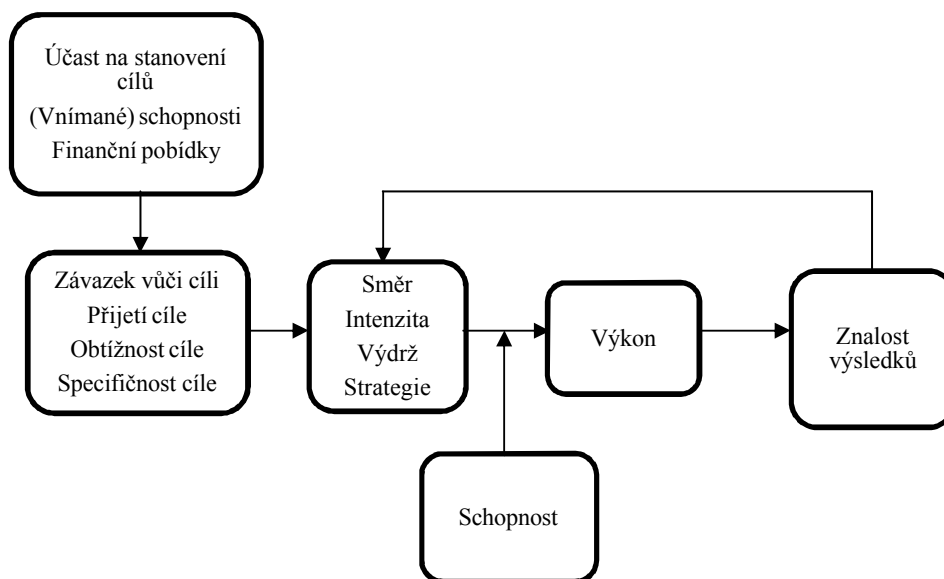 Účast na stanovení
cílů
(Vnímané) schopnosti
Finanční pobídky
Závazek vůči cíli
Přijetí cíle
Obtížnost cíle
Specifičnost cíle
Směr
Intenzita
Výdrž
Strategie
Výkon
Znalost
výsledků
Schopnost